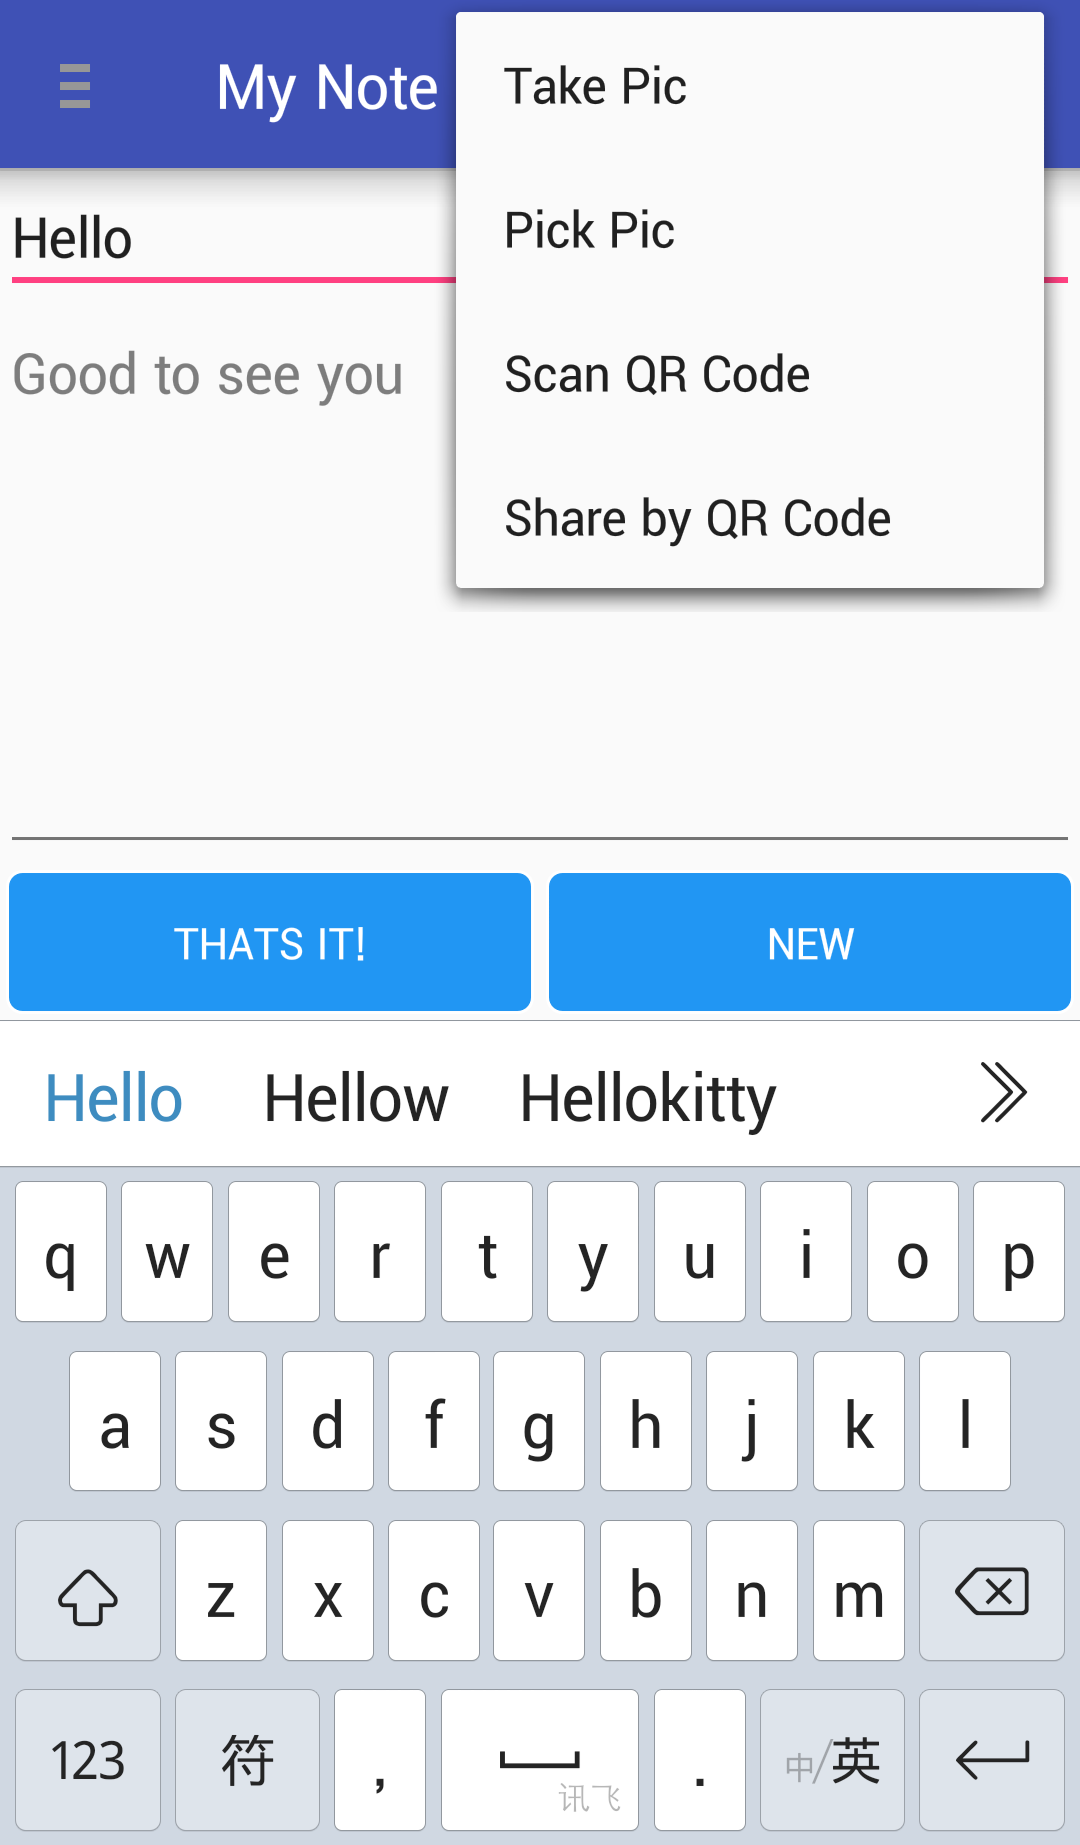 My Note
Take Pic
Pick Pic
Scan QR Code
Share by QR Code
Hello
Good to see you
THATS IT!
NEW
Hello Hellow Hellokitty
q w e r t y u i o p
a s d f g h j k l
z x c v b n m
123 符 , 讯飞 . 中/英